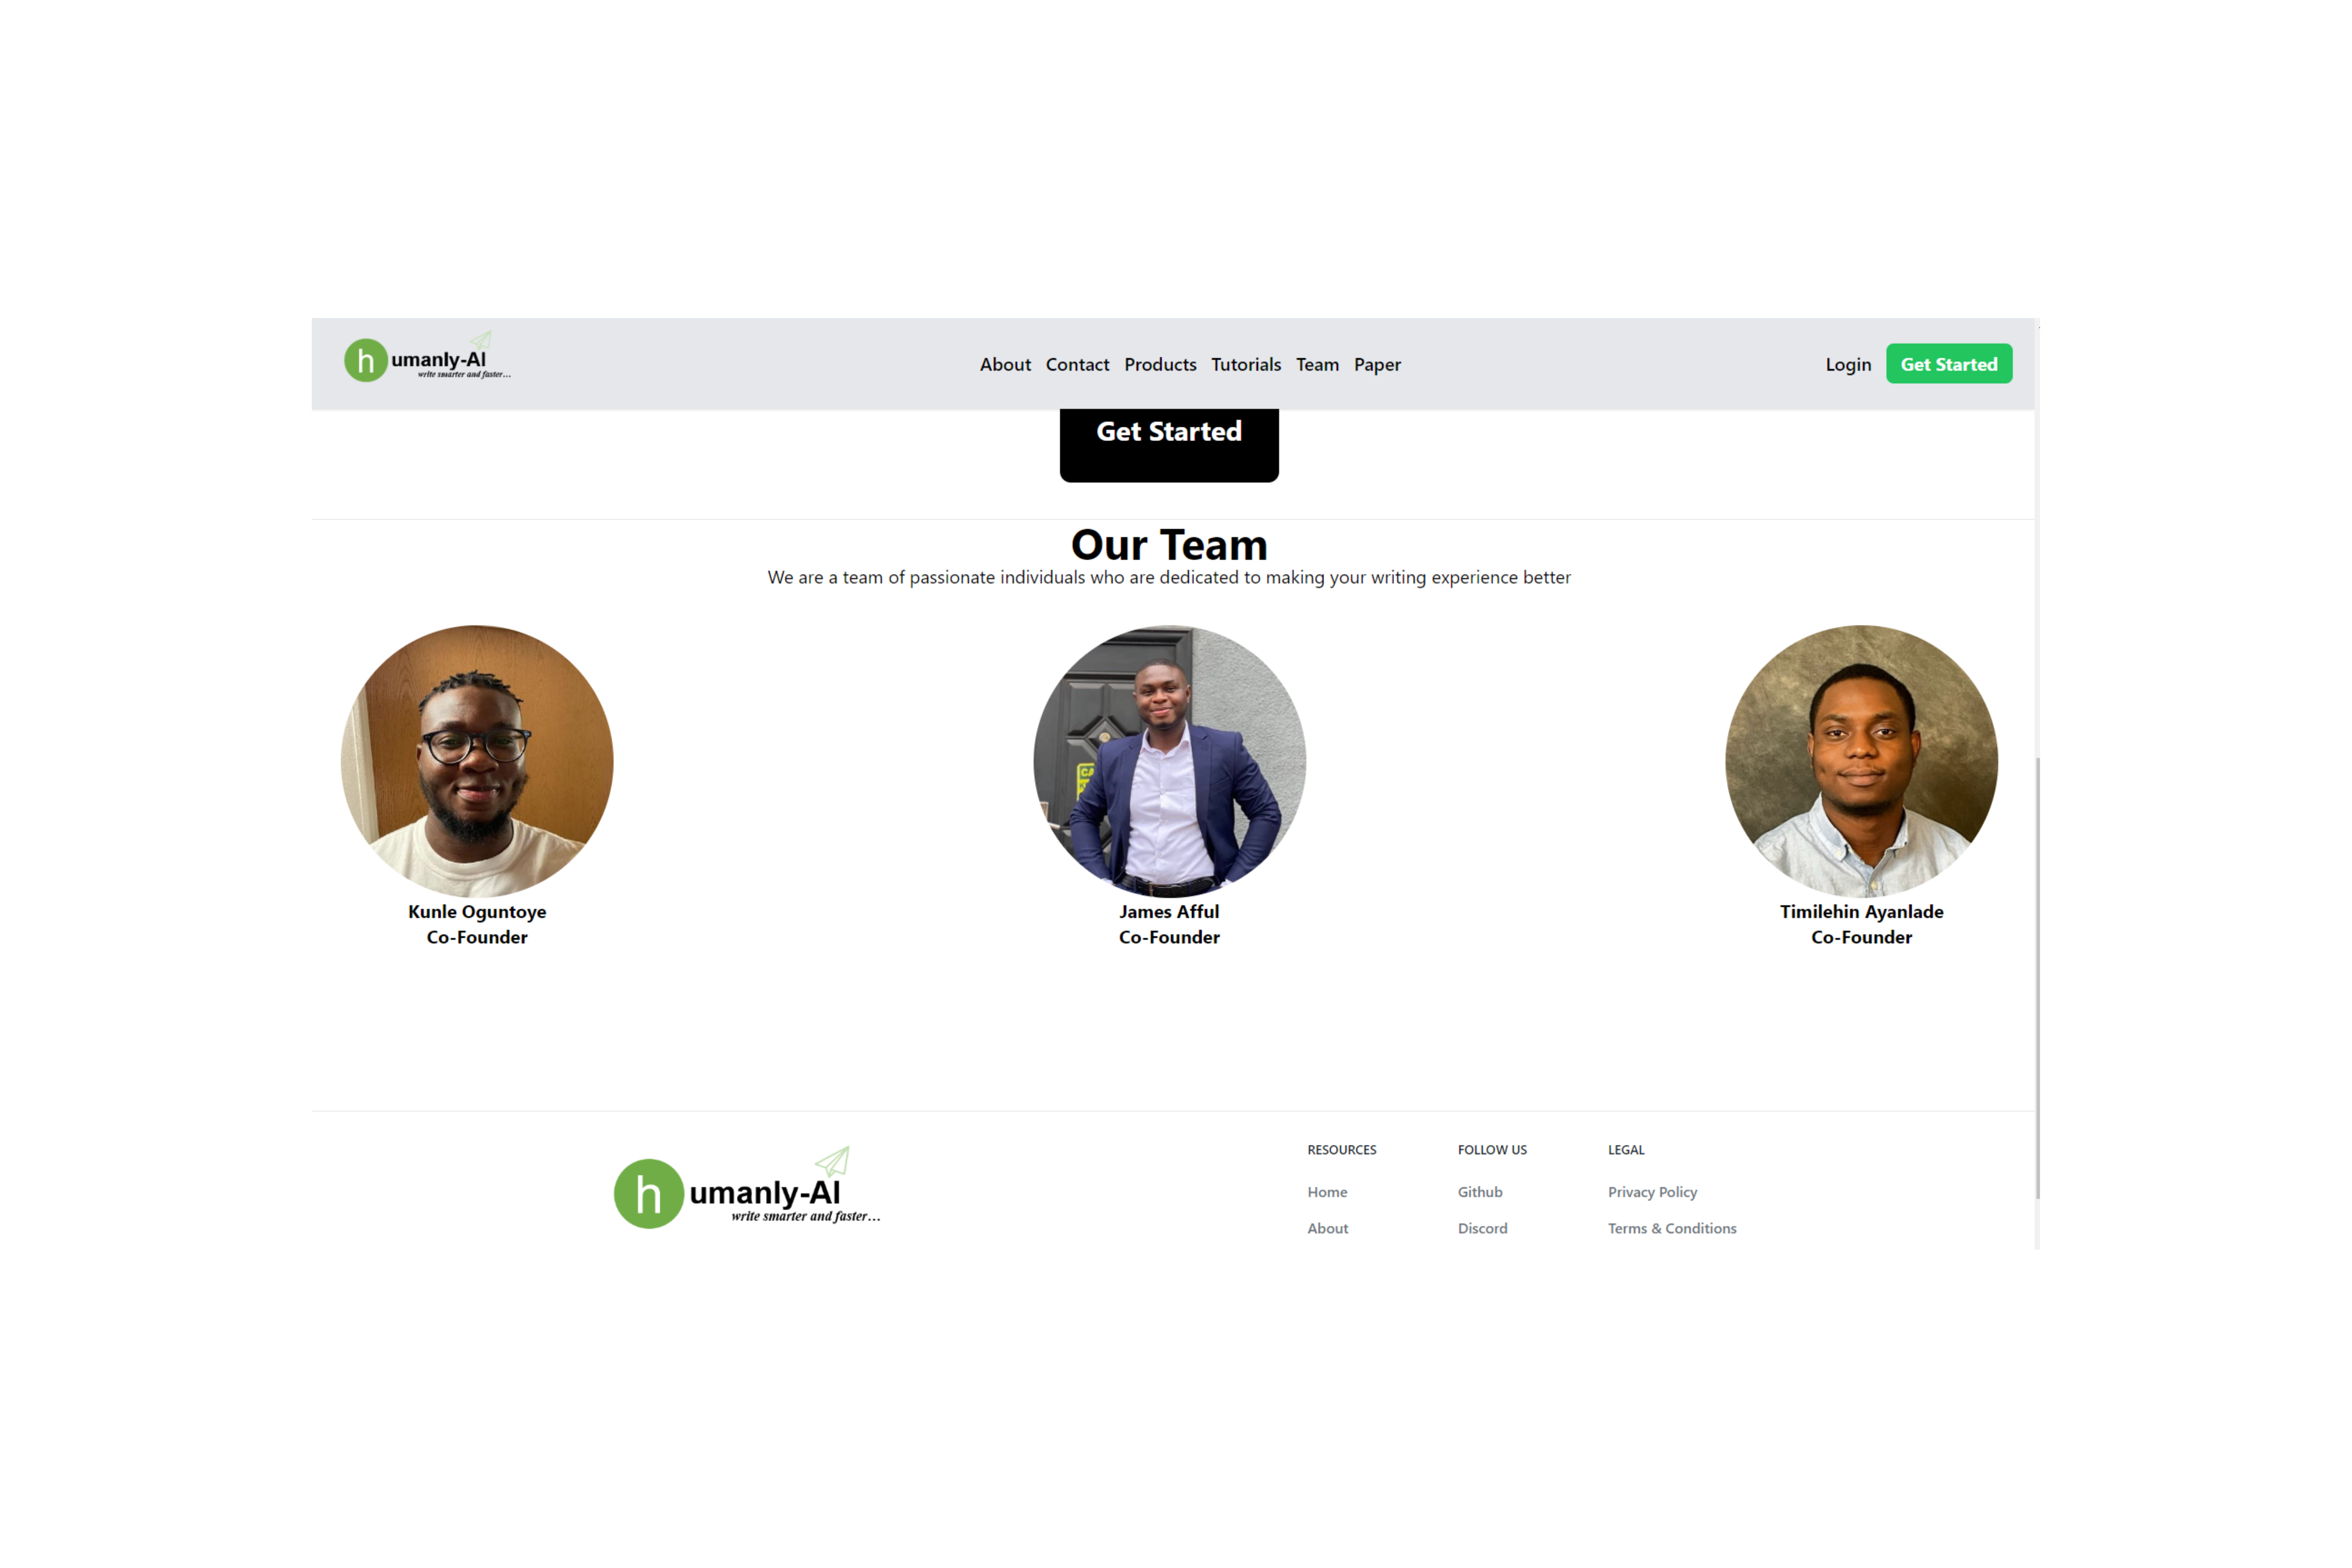 humanly-AI
write smarter and faster...
About Contact Products Tutorials Team Paper
Login Get Started
Get Started
Our Team
We are a team of passionate individuals who are dedicated to making your writing experience better
CA
Kunle Oguntoye
Co-Founder
James Afful
Co-Founder
Timilehin Ayanlade
Co-Founder
humanly-AI
write smarter and faster...
RESOURCES
Home
About
FOLLOW US
Github
Discord
LEGAL
Privacy Policy
Terms & Conditions